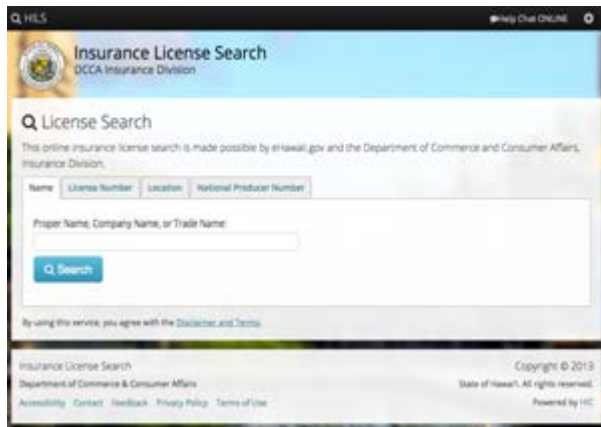 HILS
Help Chat ONLINE
Insurance License Search
DCCA Insurance Division
License Search
This online insurance license search is made possible by eHawaii.gov and the Department of Commerce and Consumer Affairs,
Insurance Division.
Name License Number Location National Producer Number
Proper Name, Company Name, or Trade Name:
Search
By using this service, you agree with the Disclaimer and Terms.
Insurance License Search Copyright © 2013
Department of Commerce & Consumer Affairs State of Hawai'i. All rights reserved.
Accessibility Contact Feedback Privacy Policy Terms of Use Powered by HIC